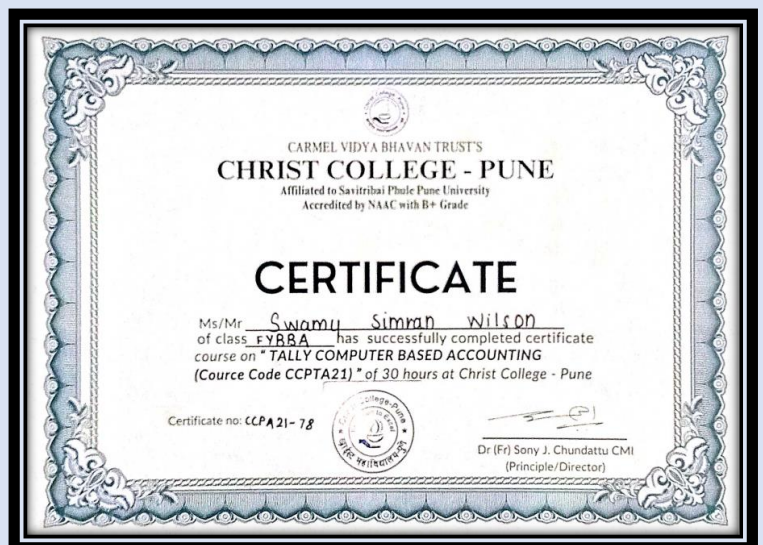 CARMEL VIDYA BHAVAN TRUST'S
CHRIST COLLEGE - PUNE
Affiliated to Savitribai Phule Pune University
Accredited by NAAC with B+ Grade
CERTIFICATE
Ms/Mr Swamy Simran Wilson
of class FYBBA has successfully completed certificate
course on " TALLY COMPUTER BASED ACCOUNTING
(Cource Code CCPTA21) " of 30 hours at Christ College - Pune
Certificate no: CCPA21-78
College-Pune
Dr (Fr) Sony J. Chundattu CMI
(Principle/Director)